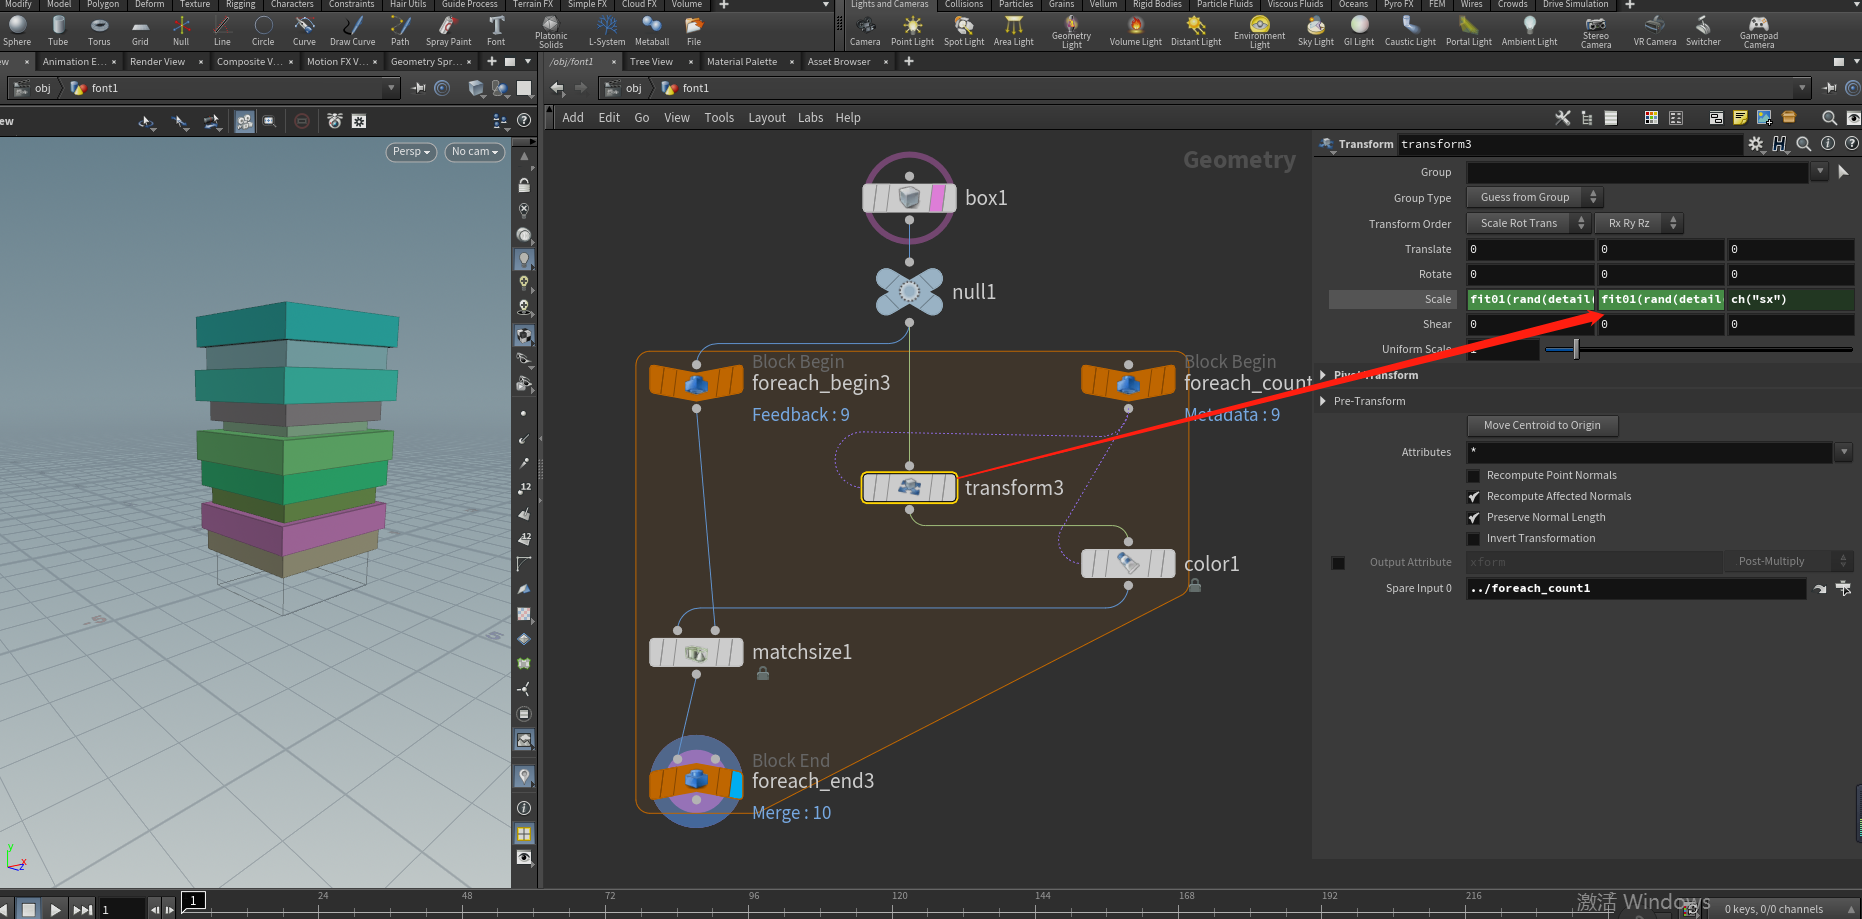 Modify Model Polygon Deform Texture Rigging Characters Constraints Hair Utils Guide Process Terrain FX Simple FX Cloud FX Volume
Lights and Cameras Collisions Particles Grains Vellum Rigid Bodies Particle Fluids Viscous Fluids Oceans Pyro FX FEM Wires Crowds Drive Simulation
Sphere Tube Torus Grid Null Line Circle Curve Draw Curve Path Spray Paint Font Platonic Solids L-System Metaball File
Camera Point Light Spot Light Area Light Geometry Light Volume Light Distant Light Environment Light Sky Light GI Light Caustic Light Portal Light Ambient Light Stereo Camera VR Camera Switcher Gamepad Camera
ew × Animation E... × Render View × Composite V... × Motion FX V... × Geometry Spr... ×
/obj/font1 × Tree View × Material Palette × Asset Browser ×
obj font1
obj font1
ew
Add Edit Go View Tools Layout Labs Help
Persp No cam
Geometry
box1
null1
Block Begin
foreach_begin3
Feedback : 9
Block Begin
foreach_count
Metadata : 9
transform3
color1
matchsize1
Block End
foreach_end3
Merge : 10
Transform transform3
Group
Group Type Guess from Group
Transform Order Scale Rot Trans Rx Ry Rz
Translate 0 0 0
Rotate 0 0 0
Scale fit01(rand(detail( fit01(rand(detail ch("sx")
Shear 0 0 0
Uniform Scale
Pivot Transform
Pre-Transform
Move Centroid to Origin
Attributes *
Recompute Point Normals
Recompute Affected Normals
Preserve Normal Length
Invert Transformation
Output Attribute xform Post-Multiply
Spare Input 0 ../foreach_count1
12
12
5
y
x
z
1
1
24 48 72 96 120 144 168 192 216
激活 Windows
0 keys, 0/0 channels